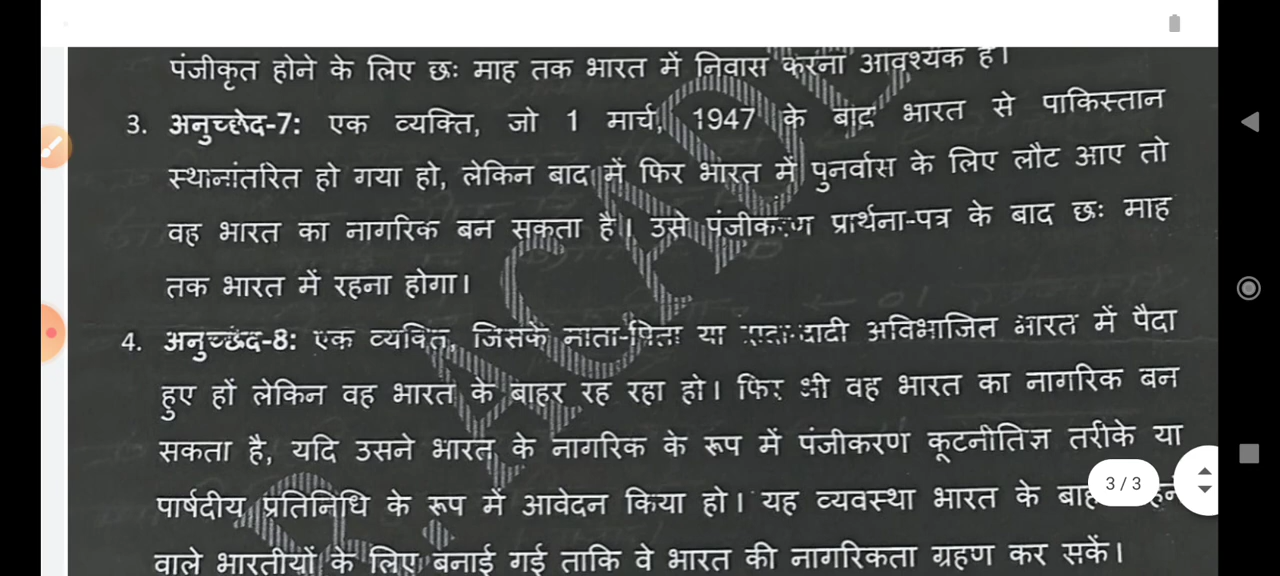 पंजीकृत होने के लिए छः माह तक भारत में निवास करना आवश्यक है।
3. अनुच्छेद-7: एक व्यक्ति, जो 1 मार्च, 1947 के बाद भारत से पाकिस्तान
स्थानांतरित हो गया हो, लेकिन बाद में फिर भारत में पुनर्वास के लिए लौट आए तो
वह भारत का नागरिक बन सकता है। उसे पंजीकरण प्रार्थना-पत्र के बाद छः माह
तक भारत में रहना होगा।
4. अनुच्छेद-8: एक व्यक्ति, जिसके माता-पिता या दादा-दादी अविभाजित भारत में पैदा
हुए हों लेकिन वह भारत के बाहर रह रहा हो। फिर भी वह भारत का नागरिक बन
सकता है, यदि उसने भारत के नागरिक के रूप में पंजीकरण कूटनीतिज्ञ तरीके या
पार्षदीय प्रतिनिधि के रूप में आवेदन किया हो। यह व्यवस्था भारत के
वाले भारतीयों के लिए बनाई गई ताकि वे भारत की नागरिकता ग्रहण कर सकें।
3 / 3